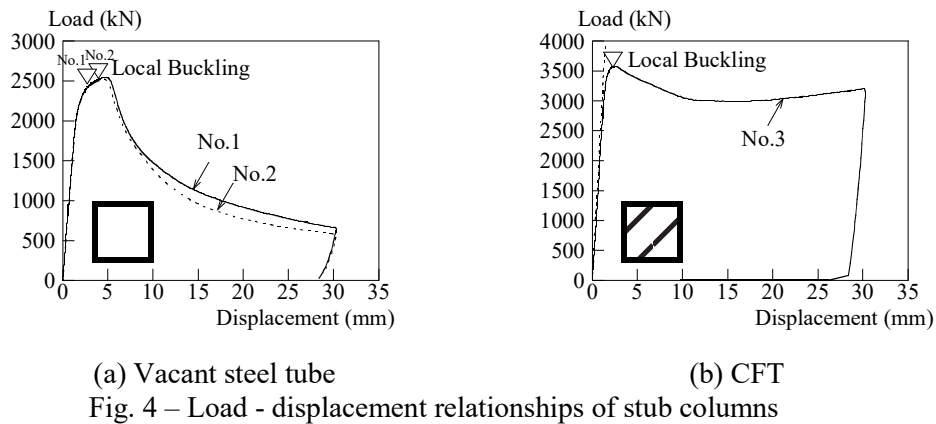 Load (kN)
3000
2500
2000
1500
1000
500
0
No.1
No.2
Local Buckling
No.1
No.2
0 5 10 15 20 25 30 35
Displacement (mm)
(a) Vacant steel tube
Load (kN)
4000
3500
3000
2500
2000
1500
1000
500
0
Local Buckling
No.3
0 5 10 15 20 25 30 35
Displacement (mm)
(b) CFT
Fig. 4 – Load - displacement relationships of stub columns